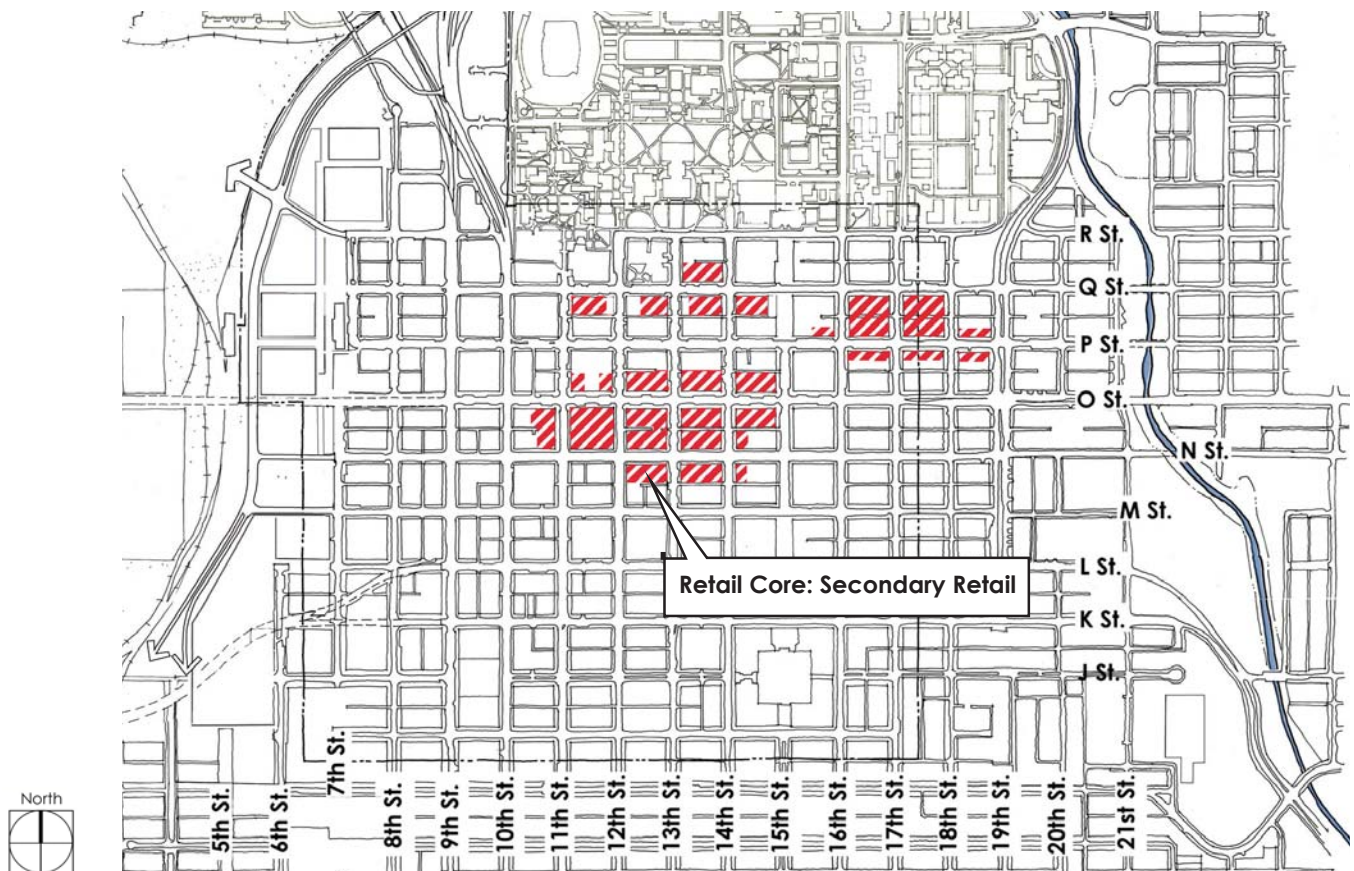 R St.
Q St.
P St.
O St.
N St.
M St.
Retail Core: Secondary Retail
L St.
K St.
J St.
North
5th St.
6th St.
7th St.
8th St.
9th St.
10th St.
11th St.
12th St.
13th St.
14th St.
15th St.
16th St.
17th St.
18th St.
19th St.
20th St.
21st St.